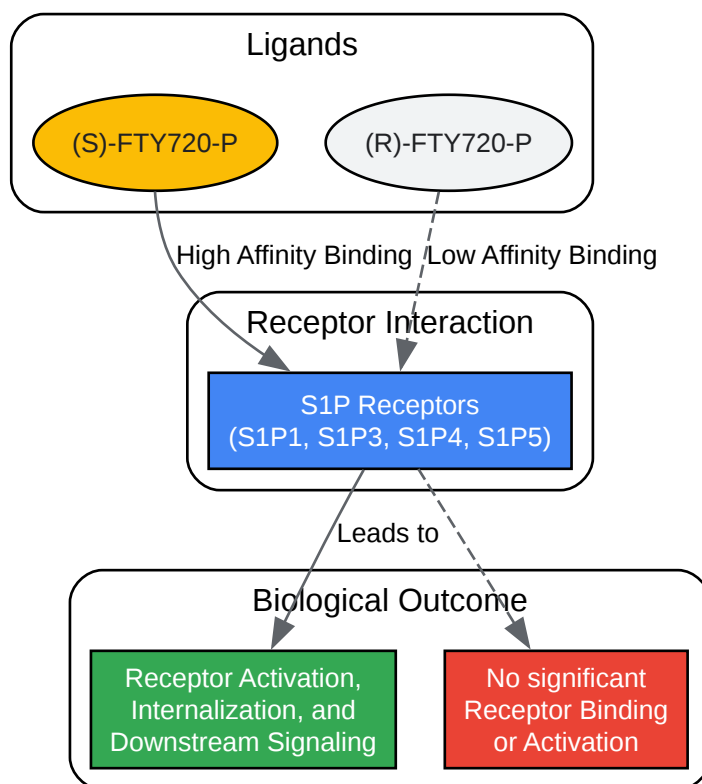 Ligands
(S)-FTY720-P
(R)-FTY720-P
High Affinity Binding
Low Affinity Binding
Receptor Interaction
S1P Receptors
(S1P1, S1P3, S1P4, S1P5)
Leads to
Biological Outcome
Receptor Activation,
Internalization, and
Downstream Signaling
No significant
Receptor Binding
or Activation